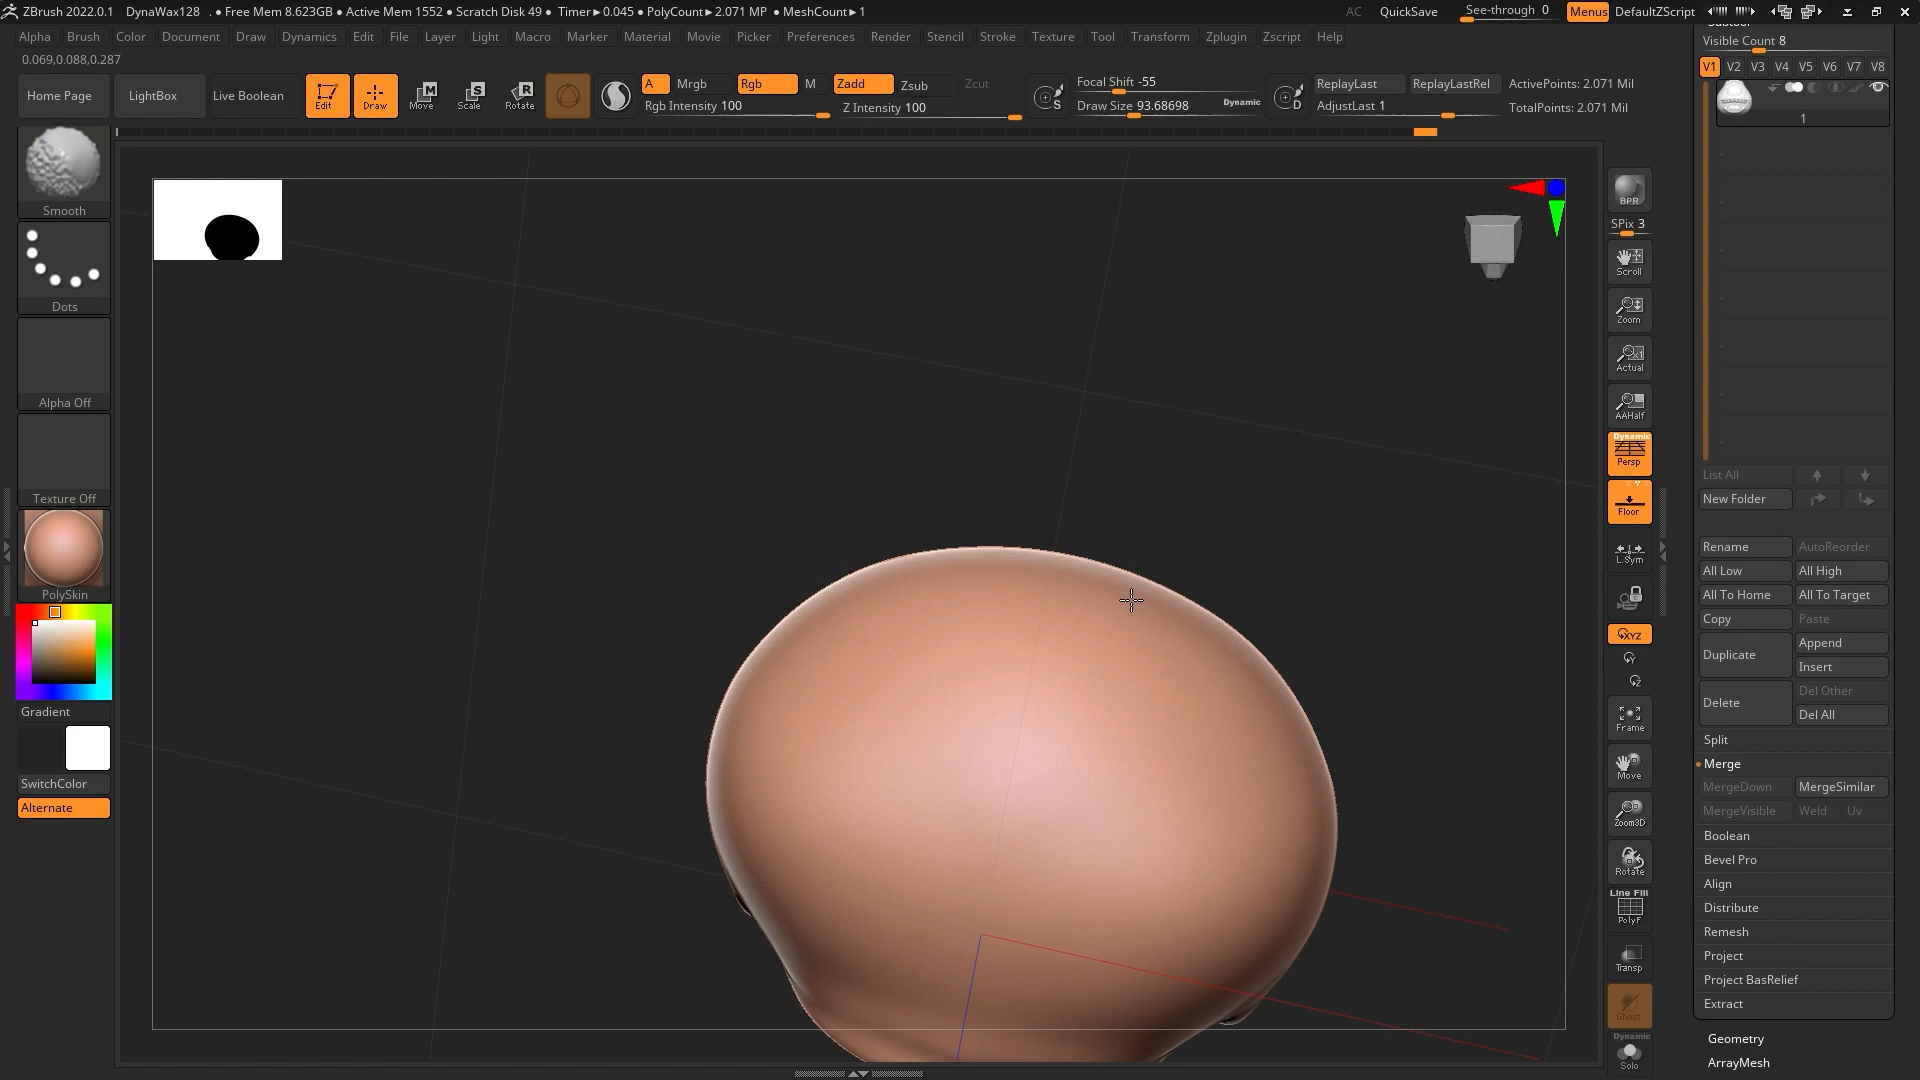 ZBrush 2022.0.1 DynaWax128 . ● Free Mem 8.623GB ● Active Mem 1552 ● Scratch Disk 49 ● Timer►0.045 ● PolyCount►2.071 MP ● MeshCount►1 AC QuickSave See-through 0 Menus DefaultZScript
Alpha Brush Color Document Draw Dynamics Edit File Layer Light Macro Marker Material Movie Picker Preferences Render Stencil Stroke Texture Tool Transform Zplugin Zscript Help
0.069,0.088,0.287
Home Page LightBox Live Boolean Edit Draw Move Scale Rotate
A Mrgb Rgb M Zadd Zsub Zcut
Rgb Intensity 100 Z Intensity 100
S Focal Shift -55
Draw Size 93.68698 Dynamic
D ReplayLast ReplayLastRel ActivePoints: 2.071 Mil
AdjustLast 1 TotalPoints: 2.071 Mil
Smooth
Dots
Alpha Off
Texture Off
PolySkin
Gradient
SwitchColor
Alternate
BPR
SPix 3
Scroll
Zoom
Actual
AAHalf
Dynamic
Persp
Floor
L.Sym
XYZ
Y
Z
Frame
Move
Zoom3D
Rotate
Line Fill
PolyF
Transp
Ghost
Dynamic
Solo
Subtool
Visible Count 8
V1 V2 V3 V4 V5 V6 V7 V8
1
List All
New Folder
Rename AutoReorder
All Low All High
All To Home All To Target
Copy Paste
Duplicate Append
Insert
Delete Del Other
Del All
Split
Merge
MergeDown MergeSimilar
MergeVisible Weld Uv
Boolean
Bevel Pro
Align
Distribute
Remesh
Project
Project BasRelief
Extract
Geometry
ArrayMesh